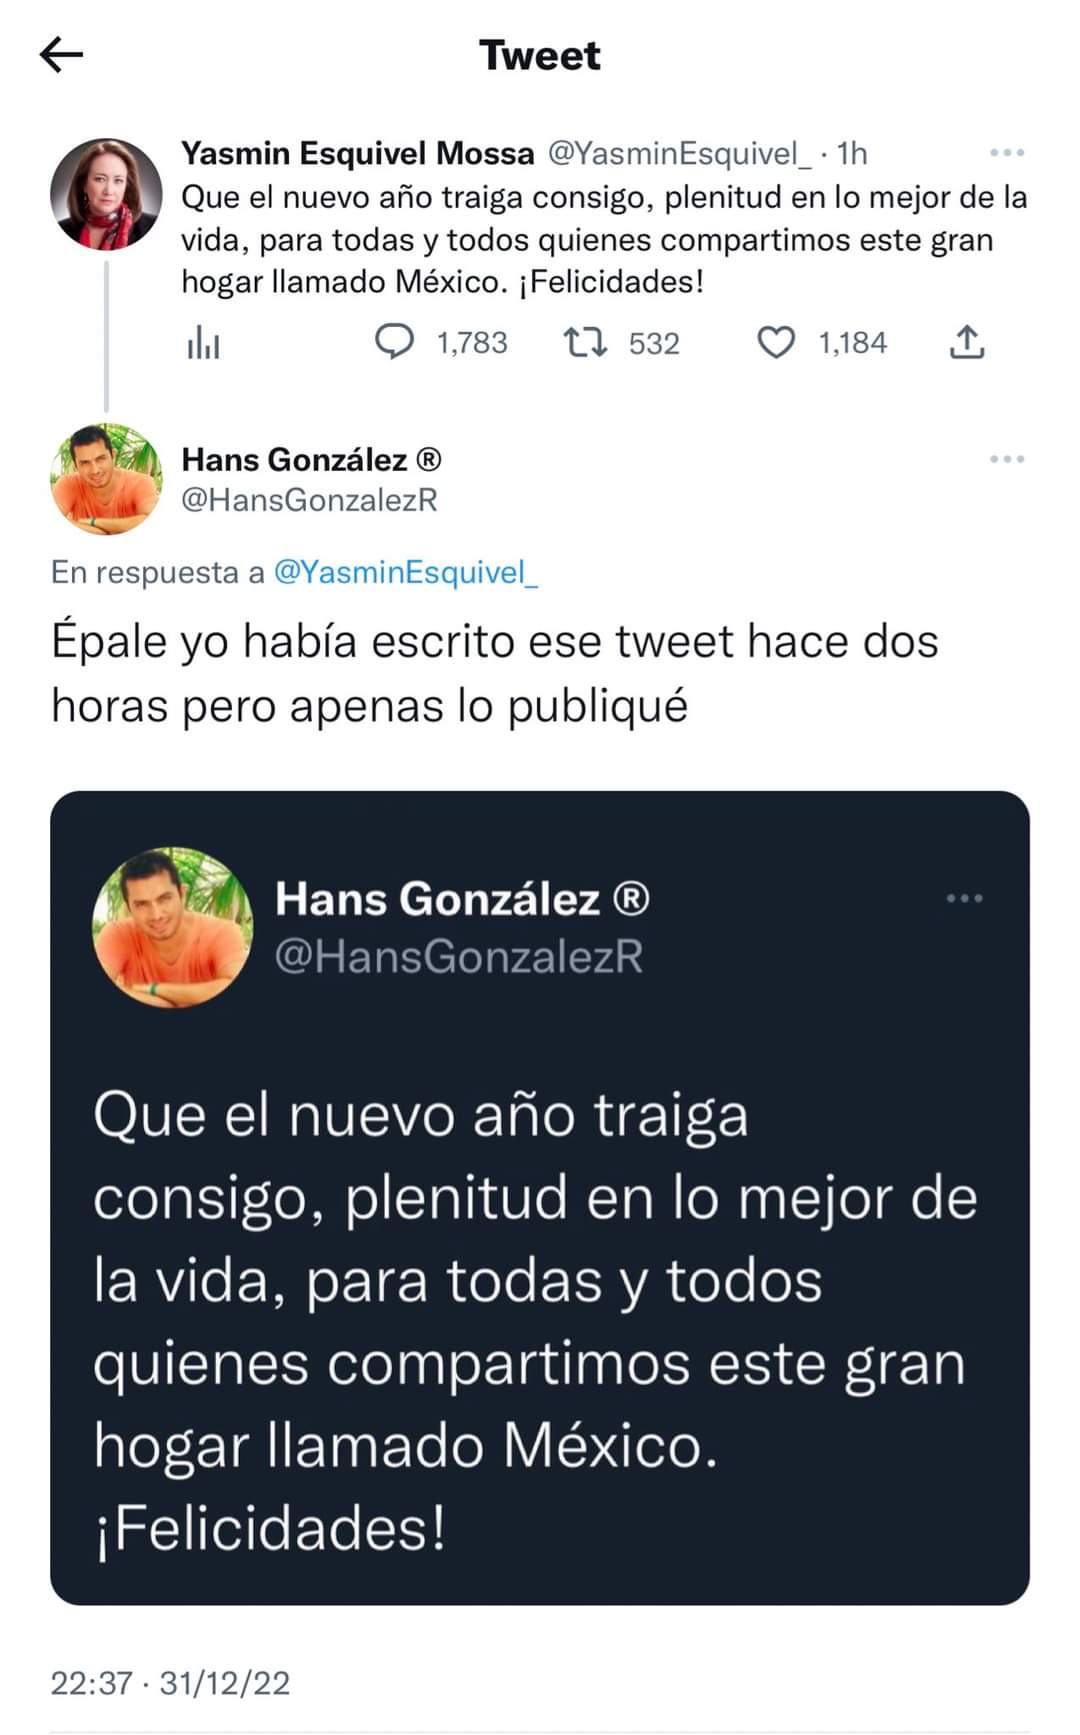 Tweet
Yasmin Esquivel Mossa @YasminEsquivel_ · 1h
Que el nuevo año traiga consigo, plenitud en lo mejor de la
vida, para todas y todos quienes compartimos este gran
hogar llamado México. ¡Felicidades!
1,783 532 1,184
Hans González ®
@HansGonzalezR
En respuesta a @YasminEsquivel_
Épale yo había escrito ese tweet hace dos
horas pero apenas lo publiqué
Hans González ®
@HansGonzalezR
Que el nuevo año traiga
consigo, plenitud en lo mejor de
la vida, para todas y todos
quienes compartimos este gran
hogar llamado México.
¡Felicidades!
22:37 · 31/12/22